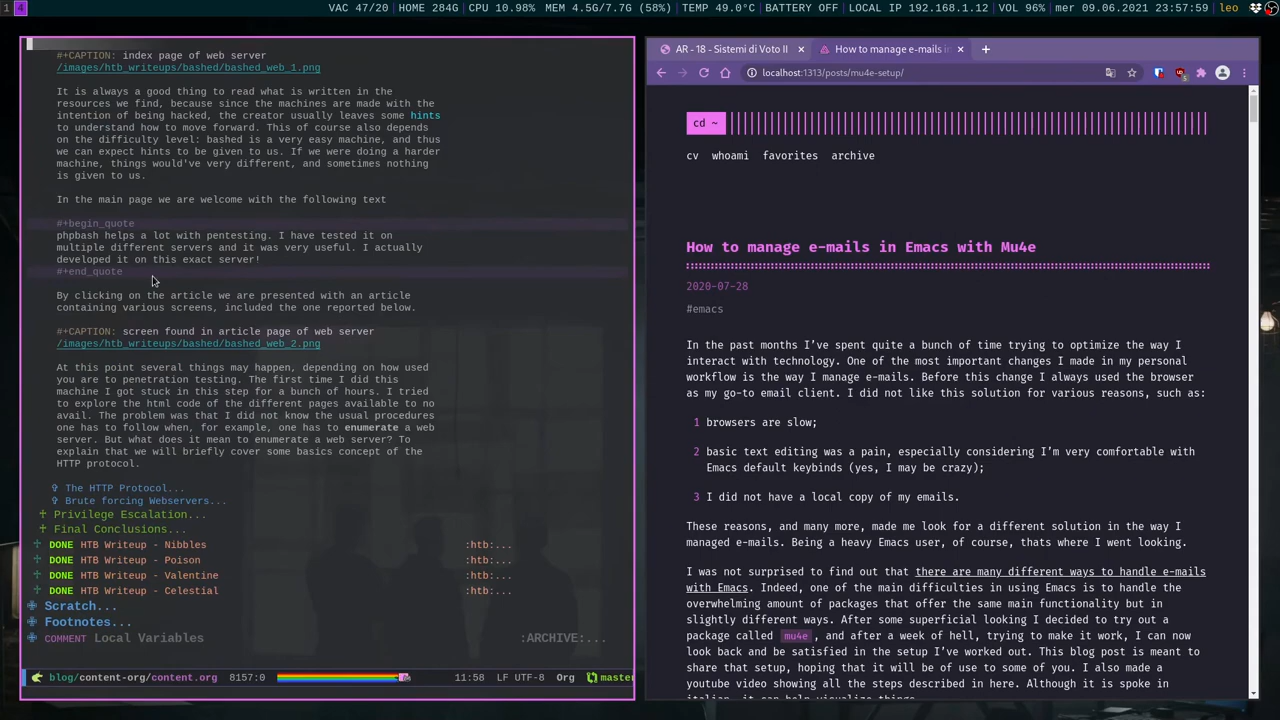 1 4 VAC 47/20 | HOME 284G | CPU 10.98% | MEM 4.5G/7.7G (58%) | TEMP 49.0°C | BATTERY OFF | LOCAL IP 192.168.1.12 | VOL 96% | mer 09.06.2021 23:57:59 | leo
#+CAPTION: index page of web server
/images/htb_writeups/bashed/bashed_web_1.png
It is always a good thing to read what is written in the
resources we find, because since the machines are made with the
intention of being hacked, the creator usually leaves some hints
to understand how to move forward. This of course also depends
on the difficulty level: bashed is a very easy machine, and thus
we can expect hints to be given to us. If we were doing a harder
machine, things would've very different, and sometimes nothing
is given to us.
In the main page we are welcome with the following text
#+begin_quote
phpbash helps a lot with pentesting. I have tested it on
multiple different servers and it was very useful. I actually
developed it on this exact server!
#+end_quote
By clicking on the article we are presented with an article
containing various screens, included the one reported below.
#+CAPTION: screen found in article page of web server
/images/htb_writeups/bashed/bashed_web_2.png
At this point several things may happen, depending on how used
you are to penetration testing. The first time I did this
machine I got stuck in this step for a bunch of hours. I tried
to explore the html code of the different pages available to no
avail. The problem was that I did not know the usual procedures
one has to follow when, for example, one has to enumerate a web
server. But what does it mean to enumerate a web server? To
explain that we will briefly cover some basics concept of the
HTTP protocol.
The HTTP Protocol...
Brute forcing Webservers...
Privilege Escalation...
Final Conclusions...
DONE HTB Writeup - Nibbles :htb:...
DONE HTB Writeup - Poison :htb:...
DONE HTB Writeup - Valentine :htb:...
DONE HTB Writeup - Celestial :htb:...
Scratch...
Footnotes...
COMMENT Local Variables :ARCHIVE:...
blog/content-org/content.org 8157:0 11:58 LF UTF-8 Org master
AR - 18 - Sistemi di Voto II
How to manage e-mails in
localhost:1313/posts/mu4e-setup/
cd ~
cv whoami favorites archive
How to manage e-mails in Emacs with Mu4e
2020-07-28
#emacs
In the past months I've spent quite a bunch of time trying to optimize the way I
interact with technology. One of the most important changes I made in my personal
workflow is the way I manage e-mails. Before this change I always used the browser
as my go-to email client. I did not like this solution for various reasons, such as:
1 browsers are slow;
2 basic text editing was a pain, especially considering I'm very comfortable with
Emacs default keybinds (yes, I may be crazy);
3 I did not have a local copy of my emails.
These reasons, and many more, made me look for a different solution in the way I
managed e-mails. Being a heavy Emacs user, of course, thats where I went looking.
I was not surprised to find out that there are many different ways to handle e-mails
with Emacs. Indeed, one of the main difficulties in using Emacs is to handle the
overwhelming amount of packages that offer the same main functionality but in
slightly different ways. After some superficial looking I decided to try out a
package called mu4e, and after a week of hell, trying to make it work, I can now
look back and be satisfied in the setup I've worked out. This blog post is meant to
share that setup, hoping that it will be of use to some of you. I also made a
youtube video showing all the steps described in here. Although it is spoken in
italian, it can help visualize things.